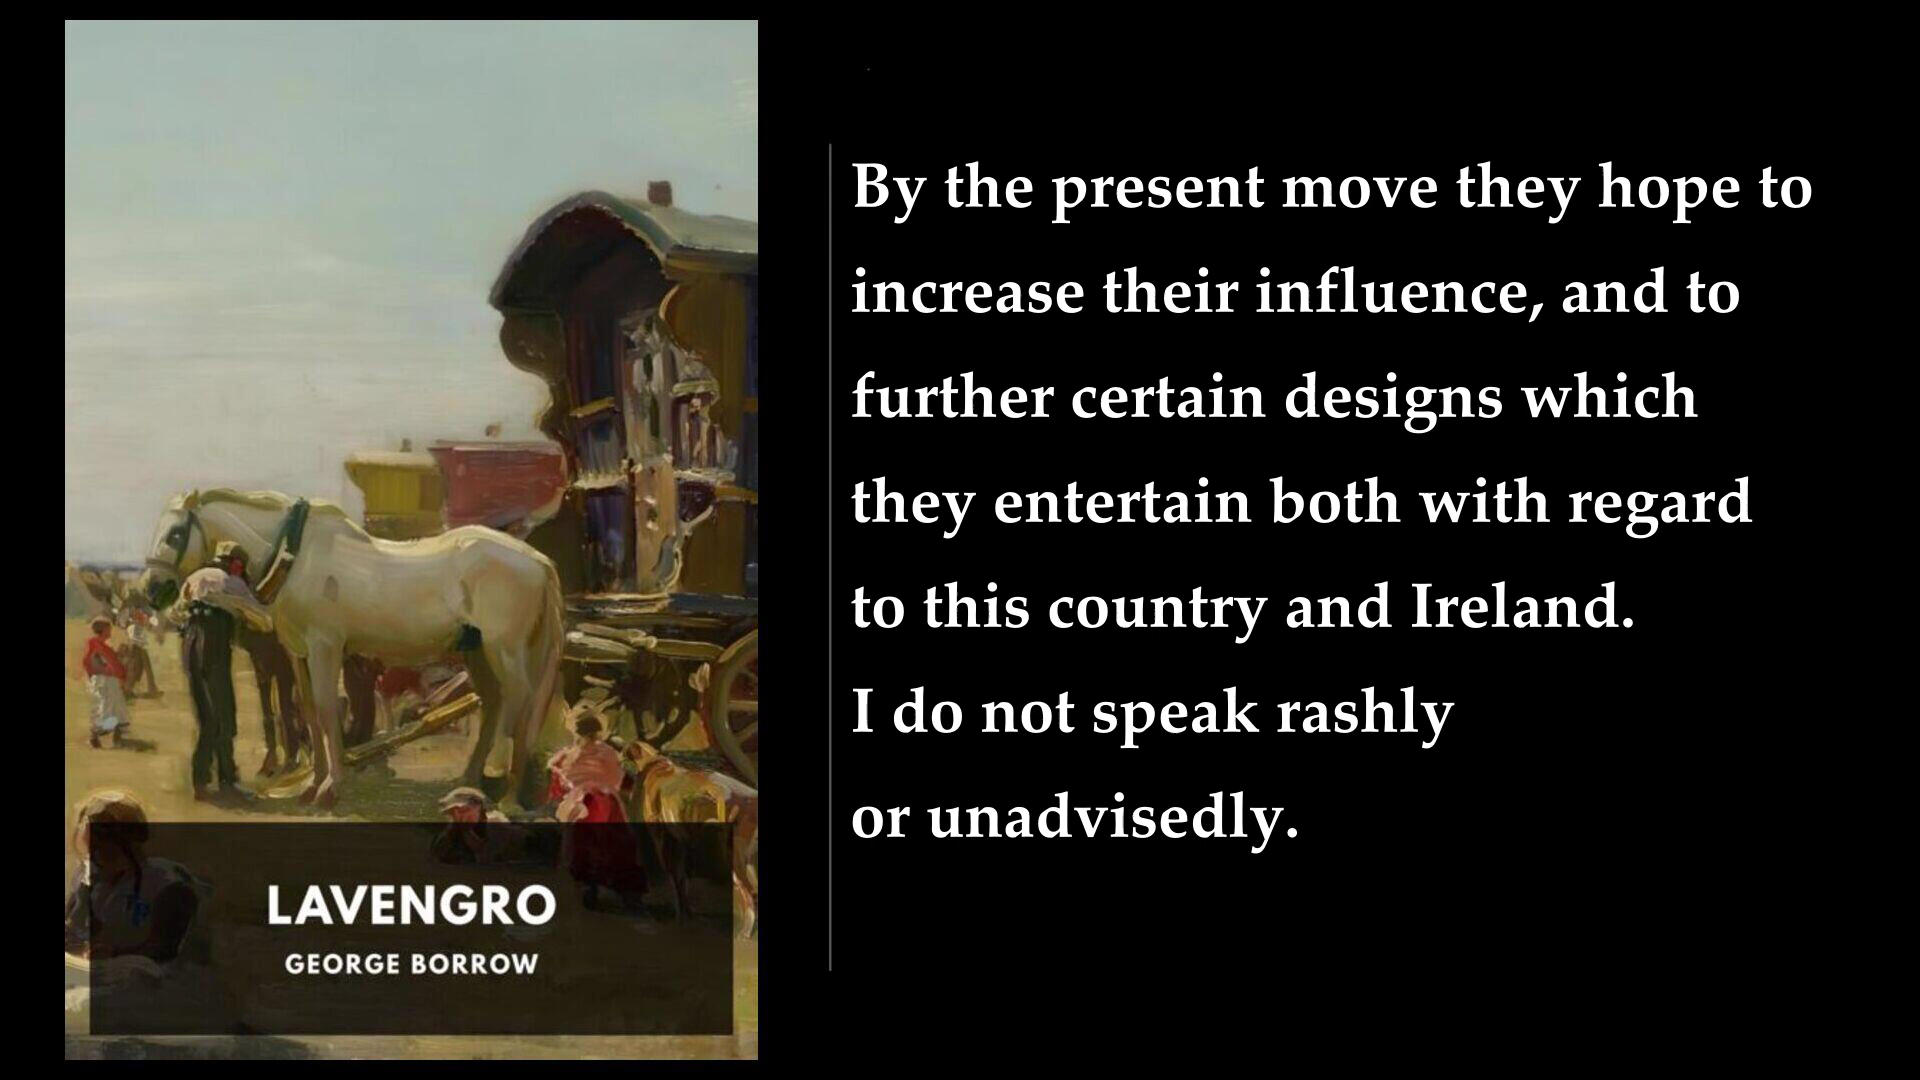 By the present move they hope to
increase their influence, and to
further certain designs which
they entertain both with regard
to this country and Ireland.
I do not speak rashly
or unadvisedly.
LAVENGRO
GEORGE BORROW